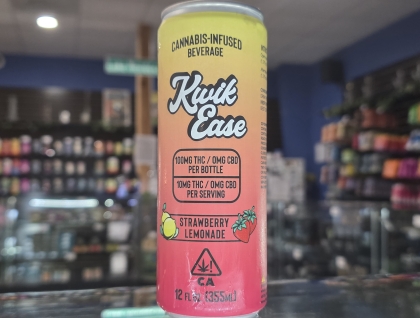 CANNABIS-INFUSED
BEVERAGE
Kwik
Ease
100MG THC / 0MG CBD
PER BOTTLE
10MG THC / 0MG CBD
PER SERVING
STRAWBERRY
LEMONADE
CA
12 FL OZ (355ML)